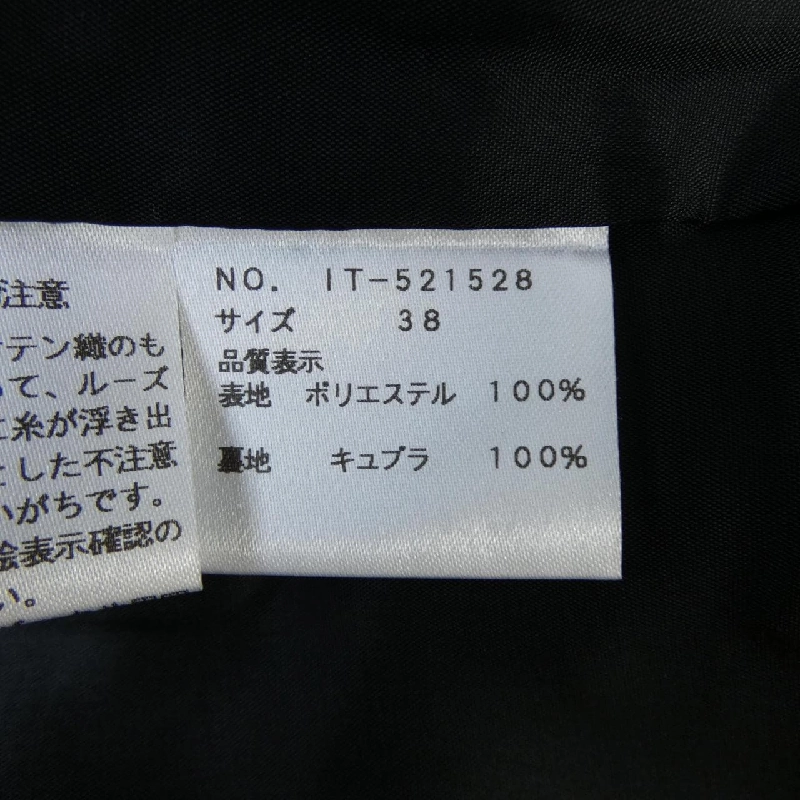 注意
テン織のも
て、ルーズ
糸が浮き出
した不注意
がちです。
絵表示確認の
い。
NO. IT-521528
サイズ 38
品質表示
表地 ポリエステル 100%
裏地 キュプラ 100%